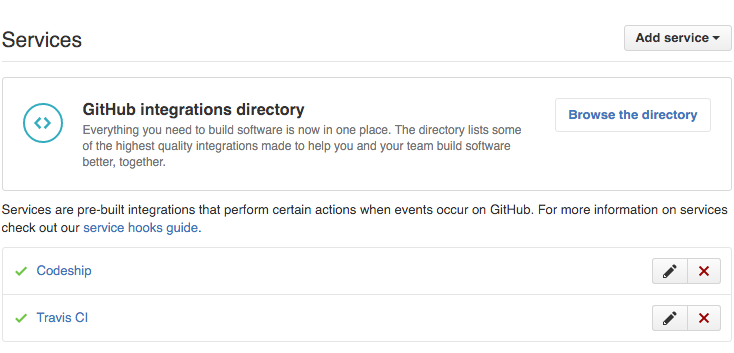 Services
Add service
GitHub integrations directory
Everything you need to build software is now in one place. The directory lists some
of the highest quality integrations made to help you and your team build software
better, together.
Browse the directory
Services are pre-built integrations that perform certain actions when events occur on GitHub. For more information on services
check out our service hooks guide.
Codeship
Travis CI